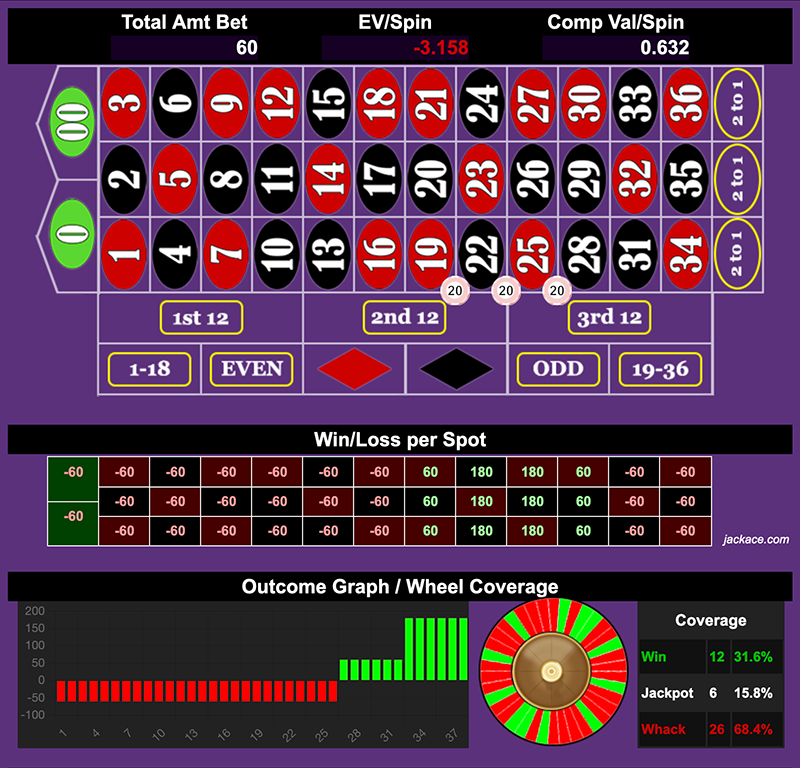 Total Amt Bet EV/Spin Comp Val/Spin
60 -3.158 0.632
00 3 6 9 12 15 18 21 24 27 30 33 36 2 to 1
2 5 8 11 14 17 20 23 26 29 32 35 2 to 1
0 1 4 7 10 13 16 19 22 25 28 31 34 2 to 1
20 20 20
1st 12 2nd 12 3rd 12
1-18 EVEN ODD 19-36
Win/Loss per Spot
-60 -60 -60 -60 -60 -60 -60 60 180 180 60 -60 -60
-60 -60 -60 -60 -60 -60 60 180 180 60 -60 -60
-60 -60 -60 -60 -60 -60 -60 60 180 180 60 -60 -60
jackace.com
Outcome Graph / Wheel Coverage
200
150
100
50
0
-50
-100
1 4 7 10 13 16 19 22 25 28 31 34 37
Coverage
Win 12 31.6%
Jackpot 6 15.8%
Whack 26 68.4%